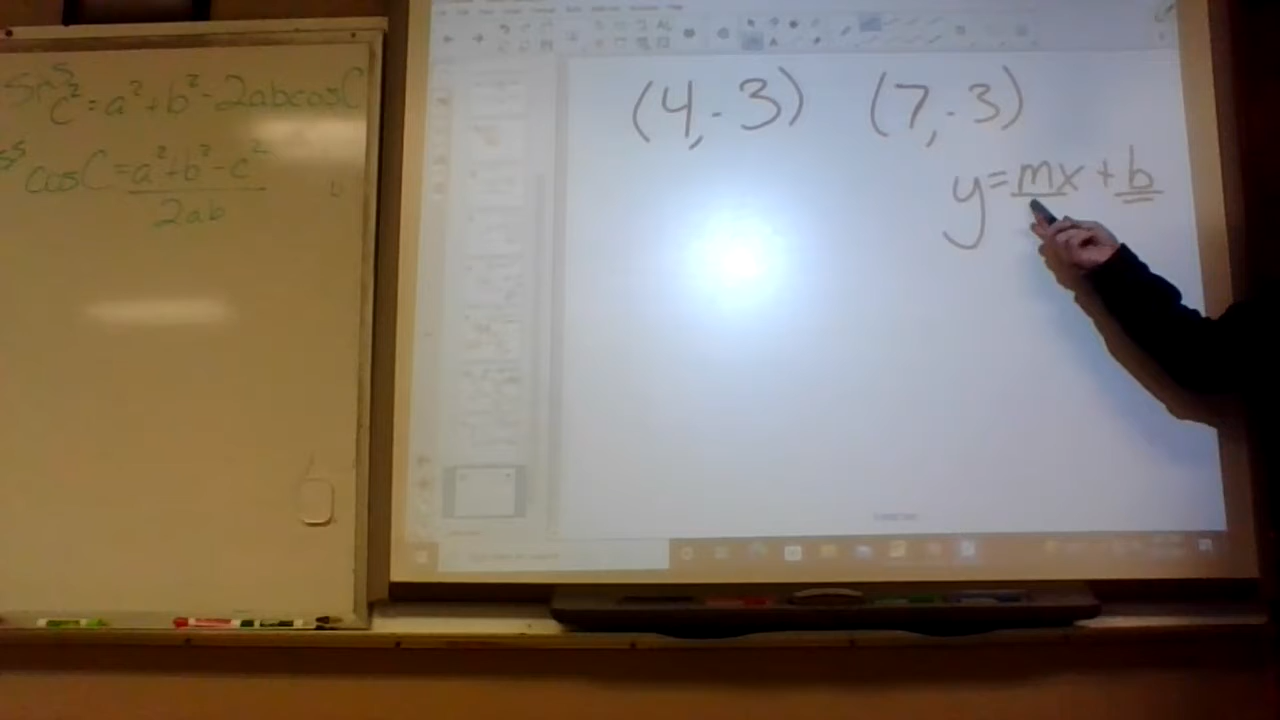 c² = a² + b² - 2abcosC
cosC = a² + b² - c²
2ab
(4, -3) (7, -3)
y = mx + b